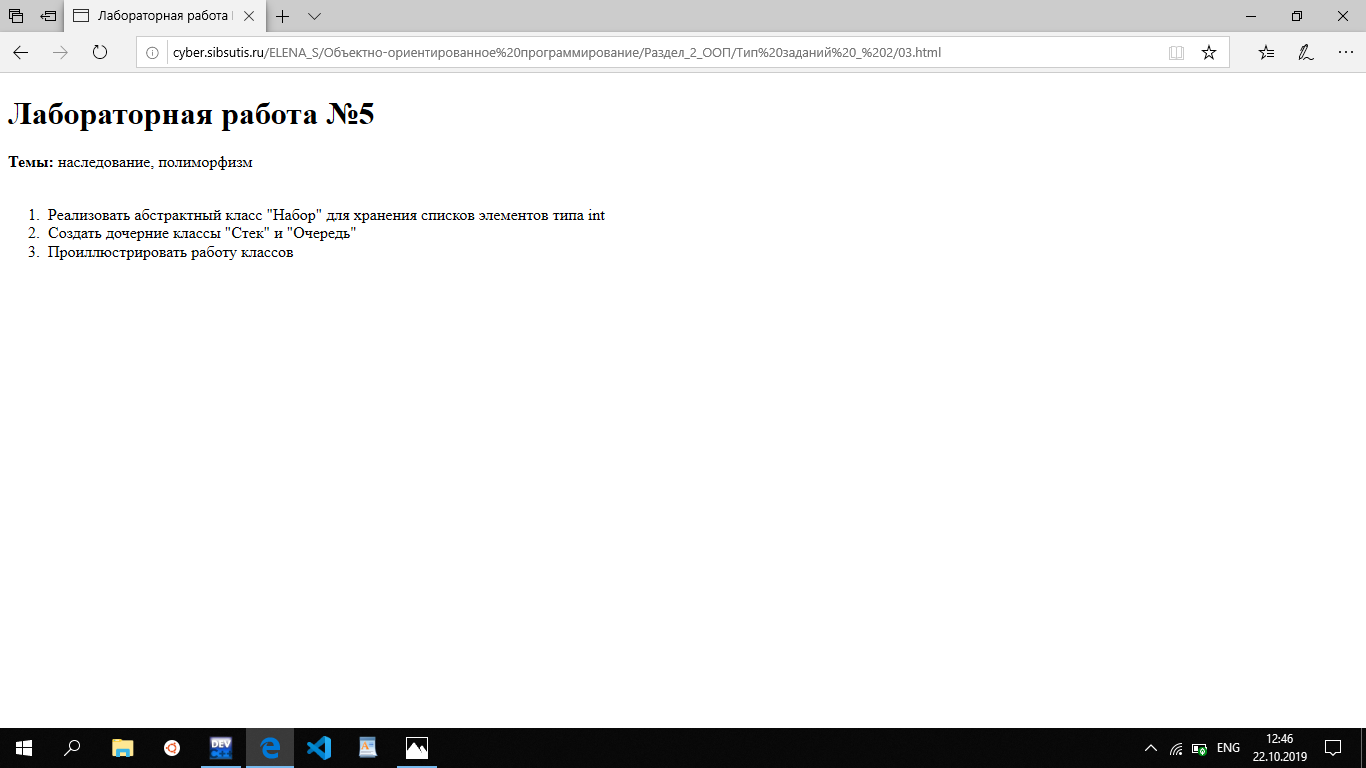 Лабораторная работа
cyber.sibsutis.ru/ELENA_S/Объектно-ориентированное%20программирование/Раздел_2_ООП/Тип%20заданий%20_%202/03.html
Лабораторная работа №5
Темы: наследование, полиморфизм
1. Реализовать абстрактный класс "Набор" для хранения списков элементов типа int
2. Создать дочерние классы "Стек" и "Очередь"
3. Проиллюстрировать работу классов
DEV
C++
ENG
12:46
22.10.2019